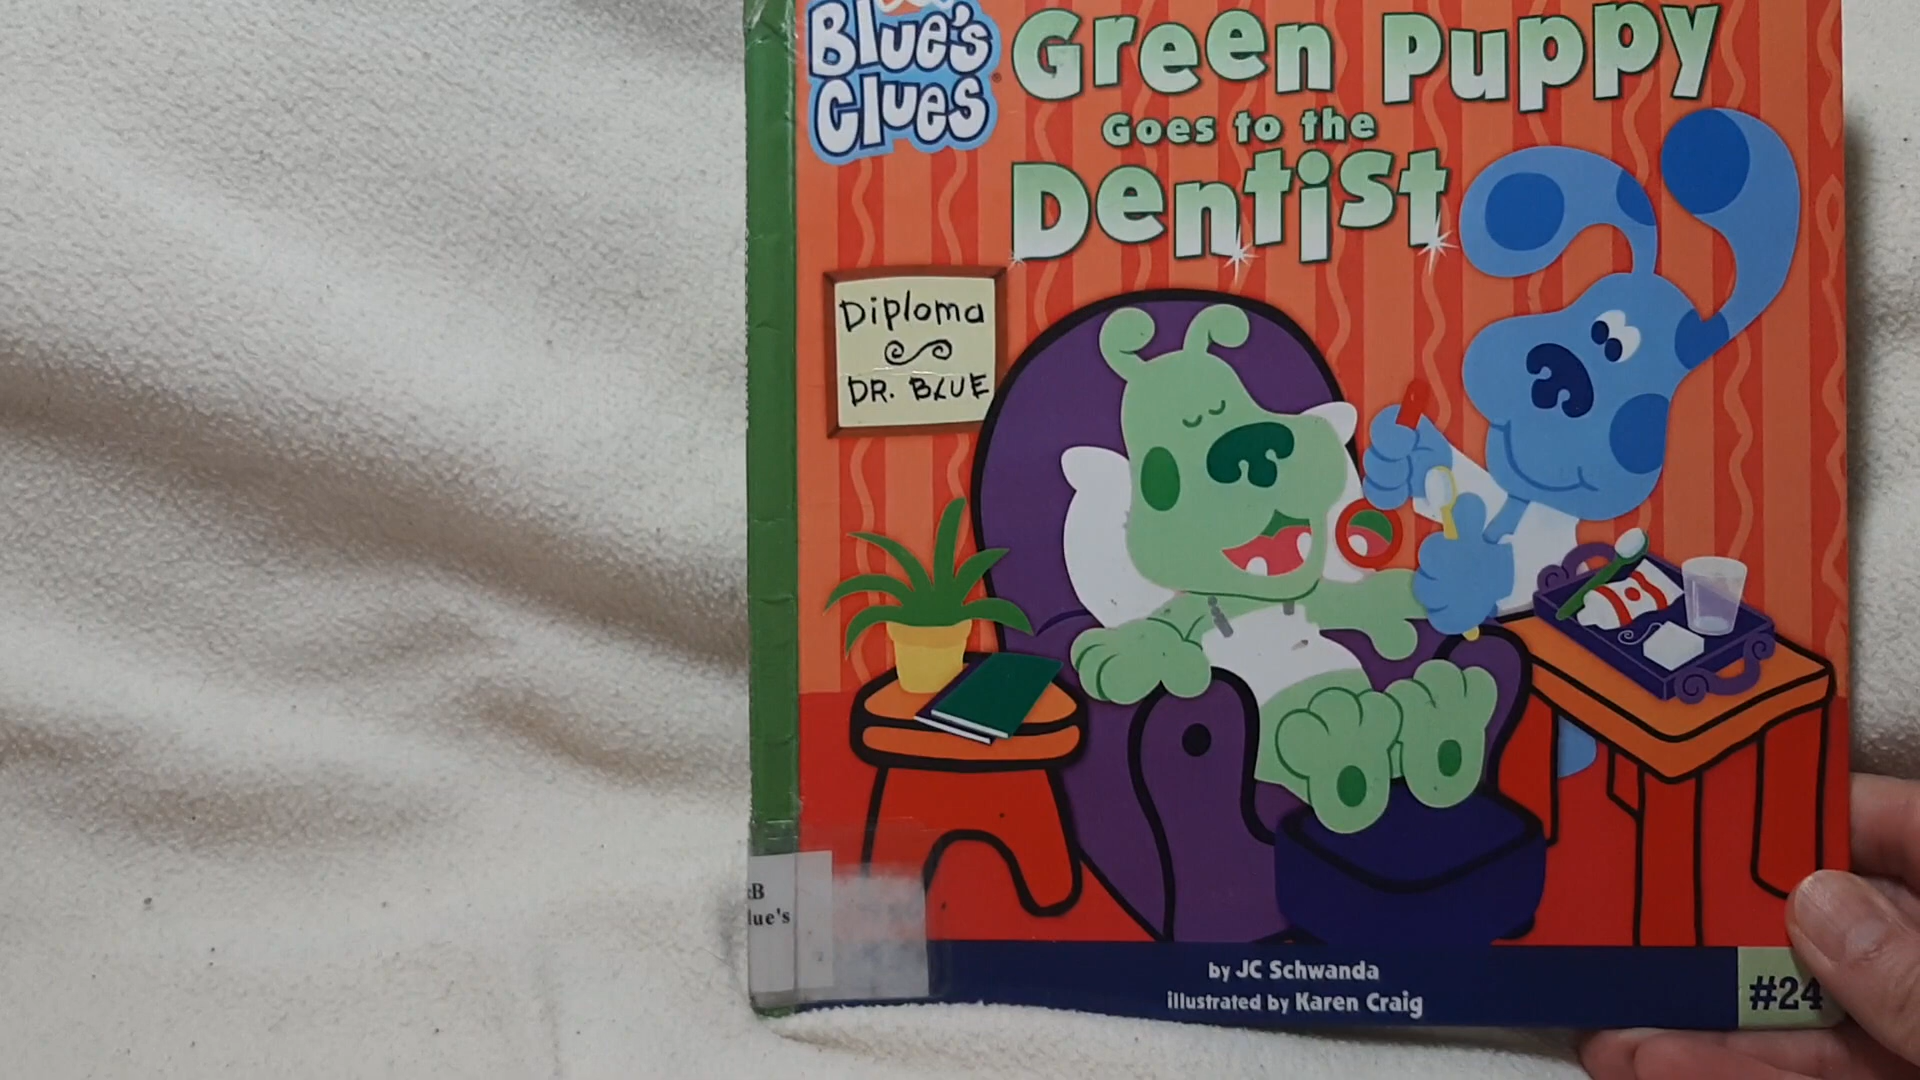 Blue's
Clues
Green Puppy
Goes to the
Dentist
Diploma
DR. BLUE
by JC Schwanda
illustrated by Karen Craig
#24